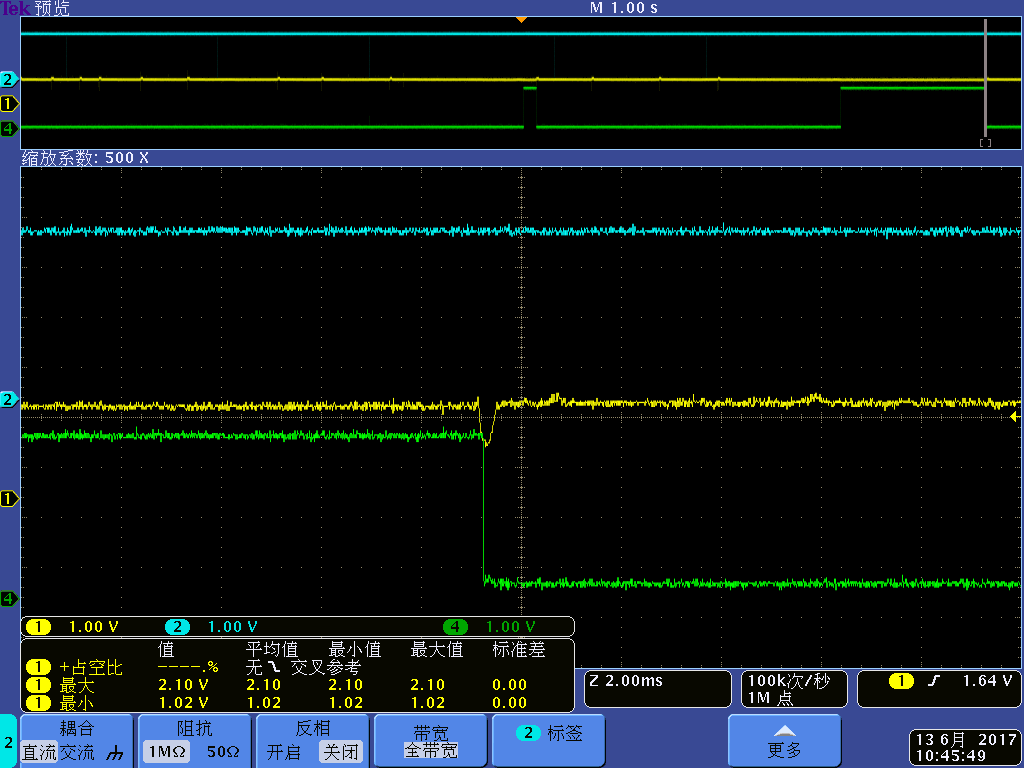 Tek 预览 M 1.00 s
2
1
4
缩放系数: 500 X
2
1
4
1 1.00 V 2 1.00 V 4 1.00 V
值 平均值 最小值 最大值 标准差
1 +占空比 ----.% 无 交叉参考
1 最大 2.10 V 2.10 2.10 2.10 0.00
1 最小 1.02 V 1.02 1.02 1.02 0.00
Z 2.00ms
100k次/秒
1M 点
1 1.64 V
2
耦合
直流 交流
阻抗
1MΩ 50Ω
反相
开启 关闭
带宽
全带宽
2 标签
更多
13 6月 2017
10:45:49